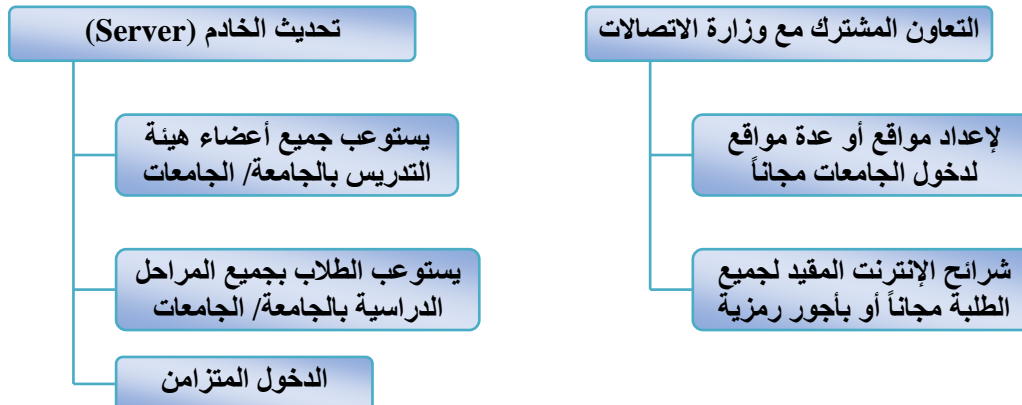 التعاون المشترك مع وزارة الاتصالات
لإعداد مواقع أو عدة مواقع
لدخول الجامعات مجاناً
شرائح الإنترنت المقيد لجميع
الطلبة مجاناً أو بأجور رمزية
تحديث الخادم (Server)
يستوعب جميع أعضاء هيئة
التدريس بالجامعة/ الجامعات
يستوعب الطلاب بجميع المراحل
الدراسية بالجامعة/ الجامعات
الدخول المتزامن